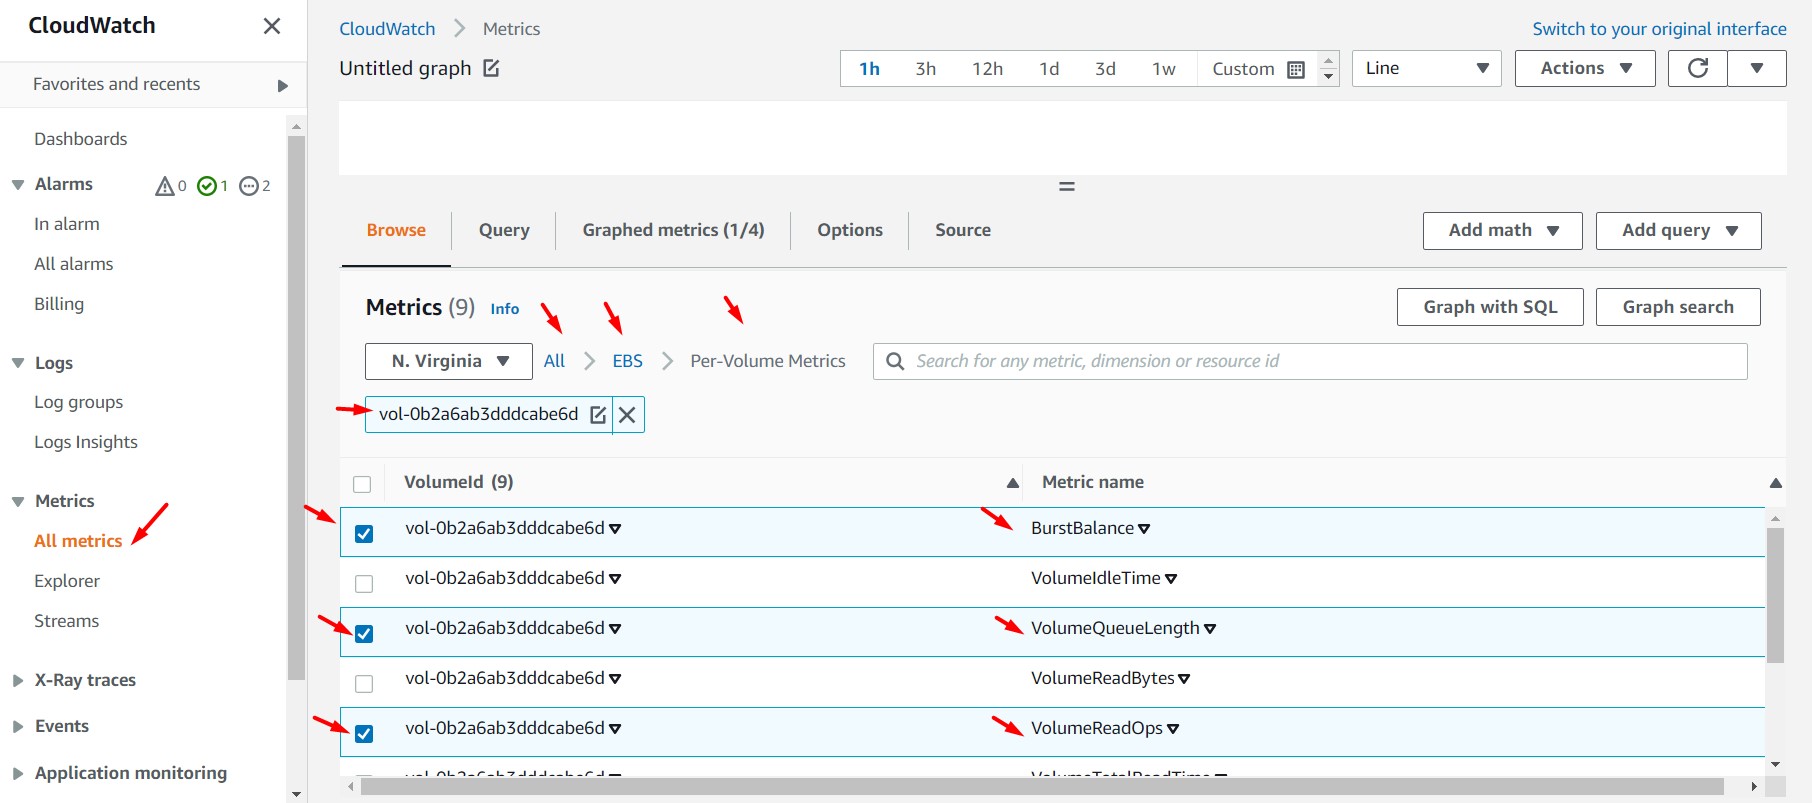 CloudWatch
Favorites and recents
Dashboards
Alarms 0 1 2
In alarm
All alarms
Billing
Logs
Log groups
Logs Insights
Metrics
All metrics
Explorer
Streams
X-Ray traces
Events
Application monitoring
CloudWatch Metrics
Switch to your original interface
Untitled graph
1h 3h 12h 1d 3d 1w Custom Line Actions
Browse Query Graphed metrics (1/4) Options Source Add math Add query
Metrics (9) Info Graph with SQL Graph search
N. Virginia All EBS Per-Volume Metrics Search for any metric, dimension or resource id
vol-0b2a6ab3dddcabe6d
VolumeId (9) Metric name
vol-0b2a6ab3dddcabe6d BurstBalance
vol-0b2a6ab3dddcabe6d VolumeIdleTime
vol-0b2a6ab3dddcabe6d VolumeQueueLength
vol-0b2a6ab3dddcabe6d VolumeReadBytes
vol-0b2a6ab3dddcabe6d VolumeReadOps
vol-0b2a6ab3dddcabe6d VolumeTotalReadTime